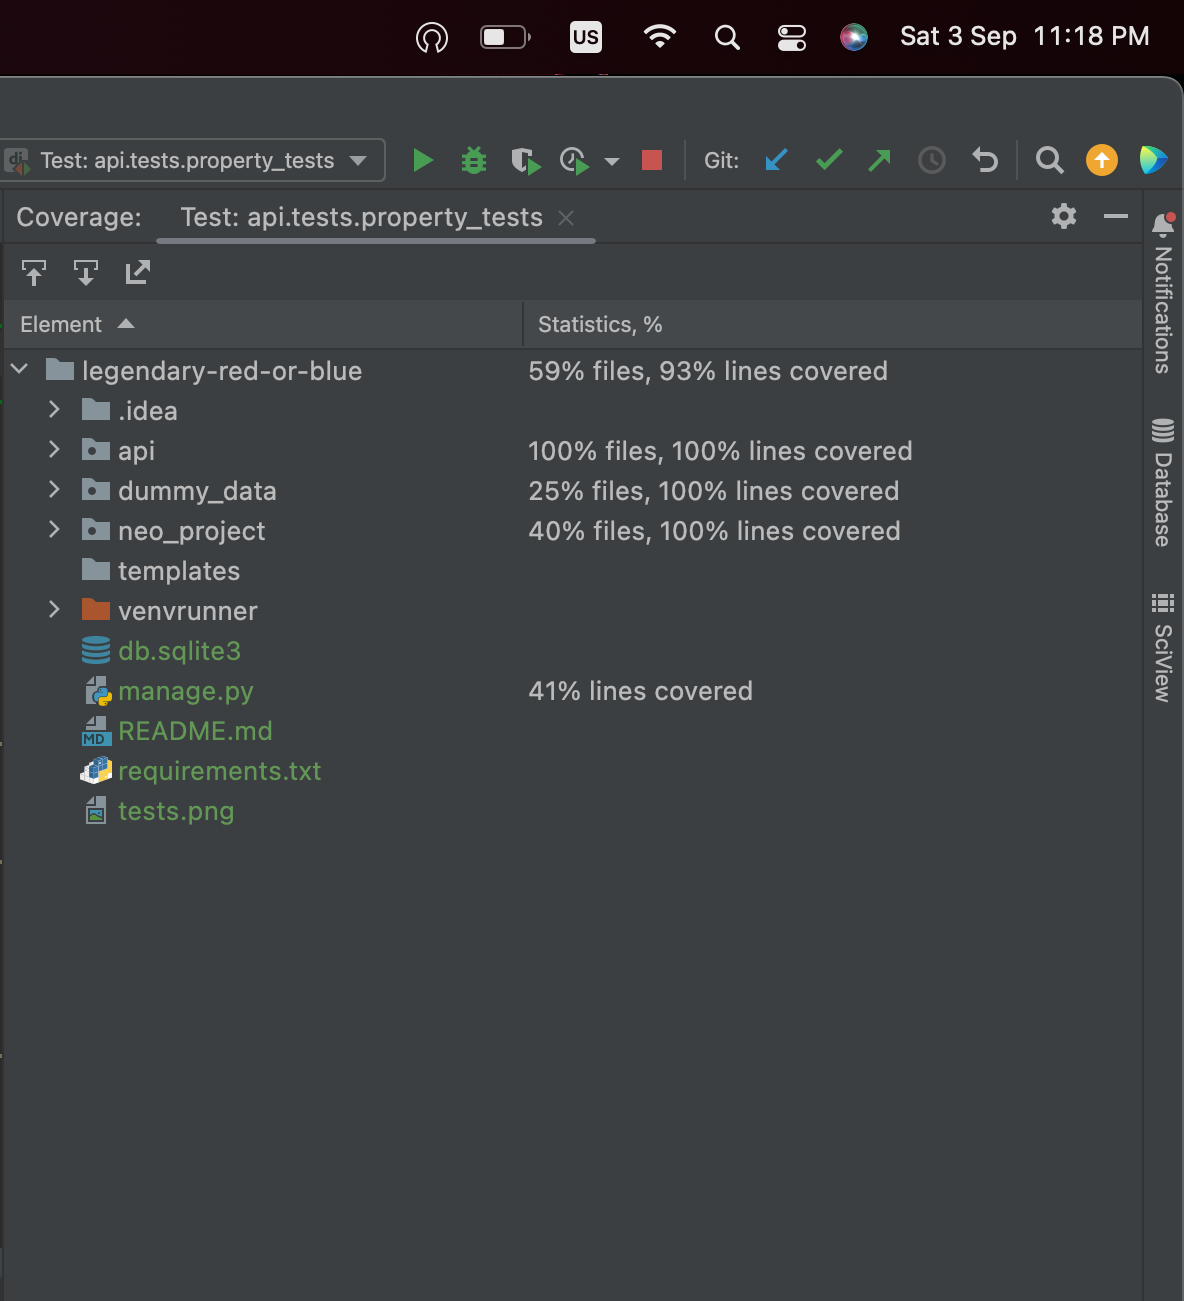 US
Sat 3 Sep 11:18 PM
dj Test: api.tests.property_tests
Git:
Coverage: Test: api.tests.property_tests
Element
Statistics, %
legendary-red-or-blue 59% files, 93% lines covered
.idea
api 100% files, 100% lines covered
dummy_data 25% files, 100% lines covered
neo_project 40% files, 100% lines covered
templates
venvrunner
db.sqlite3
manage.py 41% lines covered
MD README.md
requirements.txt
tests.png
Notifications
Database
SciView